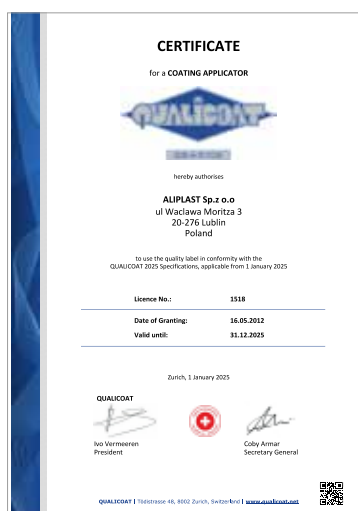 CERTIFICATE
for a COATING APPLICATOR
QUALICOAT
hereby authorises
ALIPLAST Sp.z o.o
ul Waclawa Moritza 3
20-276 Lublin
Poland
to use the quality label in conformity with the
QUALICOAT 2025 Specifications, applicable from 1 January 2025
Licence No.: 1518
Date of Granting: 16.05.2012
Valid until: 31.12.2025
Zurich, 1 January 2025
QUALICOAT
Ivo Vermeeren Coby Armar
President Secretary General
QUALICOAT | Tödistrasse 48, 8002 Zurich, Switzerland | www.qualicoat.net